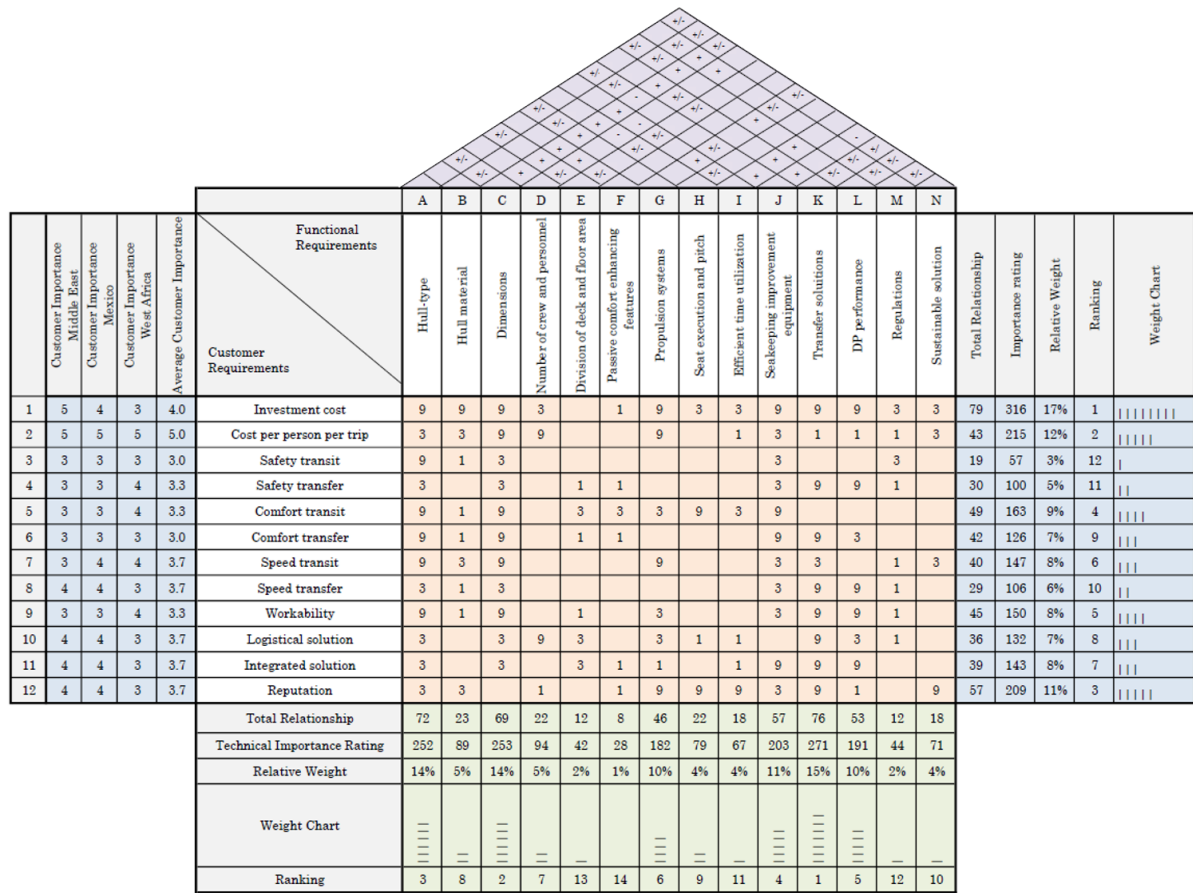 +/-
+/- +/-
+/- +/- +/-
+ +
+/- + +
+/- +
- +/-
+/- + +/-
+ +
+/- + +/- -
+ - + -
+/- + +/- + +/-
+/- + + +/- + + +/-
+/- +/- +/- + + +/- +/-
A B C D E F G H I J K L M N
Customer Importance Middle East
Customer Importance Mexico
Customer Importance West Africa
Average Customer Importance
Functional Requirements
Customer Requirements
Hull-type
Hull material
Dimensions
Number of crew and personnel
Division of deck and floor area
Passive comfort enhancing features
Propulsion systems
Seat execution and pitch
Efficient time utilization
Seakeeping improvement equipment
Transfer soluitions
DP performance
Regulations
Sustainable solution
Total Relationship
Importance rating
Relative Weight
Ranking
Weight Chart
1 5 4 3 4.0 Investment cost 9 9 9 3 1 9 3 3 9 9 9 3 3 79 316 17% 1 | | | | | | | |
2 5 5 5 5.0 Cost per person per trip 3 3 9 9 9 1 3 1 1 1 3 43 215 12% 2 | | | | |
3 3 3 3 3.0 Safety transit 9 1 3 3 3 19 57 3% 12 |
4 3 3 4 3.3 Safety transfer 3 3 1 1 3 9 9 1 30 100 5% 11 | |
5 3 3 4 3.3 Comfort transit 9 1 9 3 3 3 9 3 9 49 163 9% 4 | | | |
6 3 3 3 3.0 Comfort transfer 9 1 9 1 1 9 9 3 42 126 7% 9 | | |
7 3 4 4 3.7 Speed transit 9 3 9 9 3 3 1 3 40 147 8% 6 | | |
8 4 4 3 3.7 Speed transfer 3 1 3 3 9 9 1 29 106 6% 10 | |
9 3 3 4 3.3 Workability 9 1 9 1 3 3 9 9 1 45 150 8% 5 | | | |
10 4 4 3 3.7 Logistical solution 3 3 9 3 3 1 1 9 3 1 36 132 7% 8 | | |
11 4 4 3 3.7 Integrated solution 3 3 3 1 1 1 9 9 9 39 143 8% 7 | | |
12 4 4 3 3.7 Reputation 3 3 1 1 9 9 9 3 9 1 9 57 209 11% 3 | | | | |
Total Relationship 72 23 69 22 12 8 46 22 18 57 76 53 12 18
Technical Importance Rating 252 89 253 94 42 28 182 79 67 203 271 191 44 71
Relative Weight 14% 5% 14% 5% 2% 1% 10% 4% 4% 11% 15% 10% 2% 4%
Weight Chart
Ranking 3 8 2 7 13 14 6 9 11 4 1 5 12 10